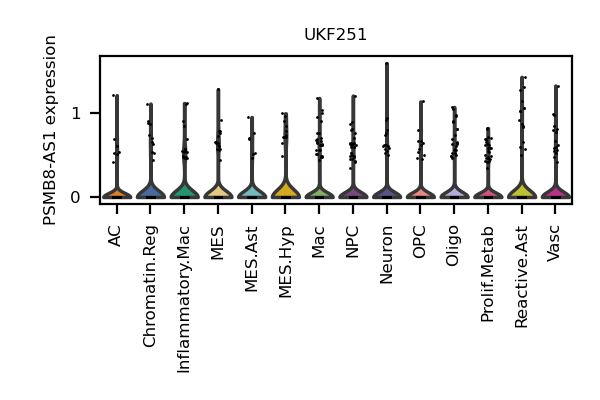 UKF251
PSMB8-AS1 expression
1
0
AC
Chromatin.Reg
Inflammatory.Mac
MES
MES.Ast
MES.Hyp
Mac
NPC
Neuron
OPC
Oligo
Prolif.Metab
Reactive.Ast
Vasc